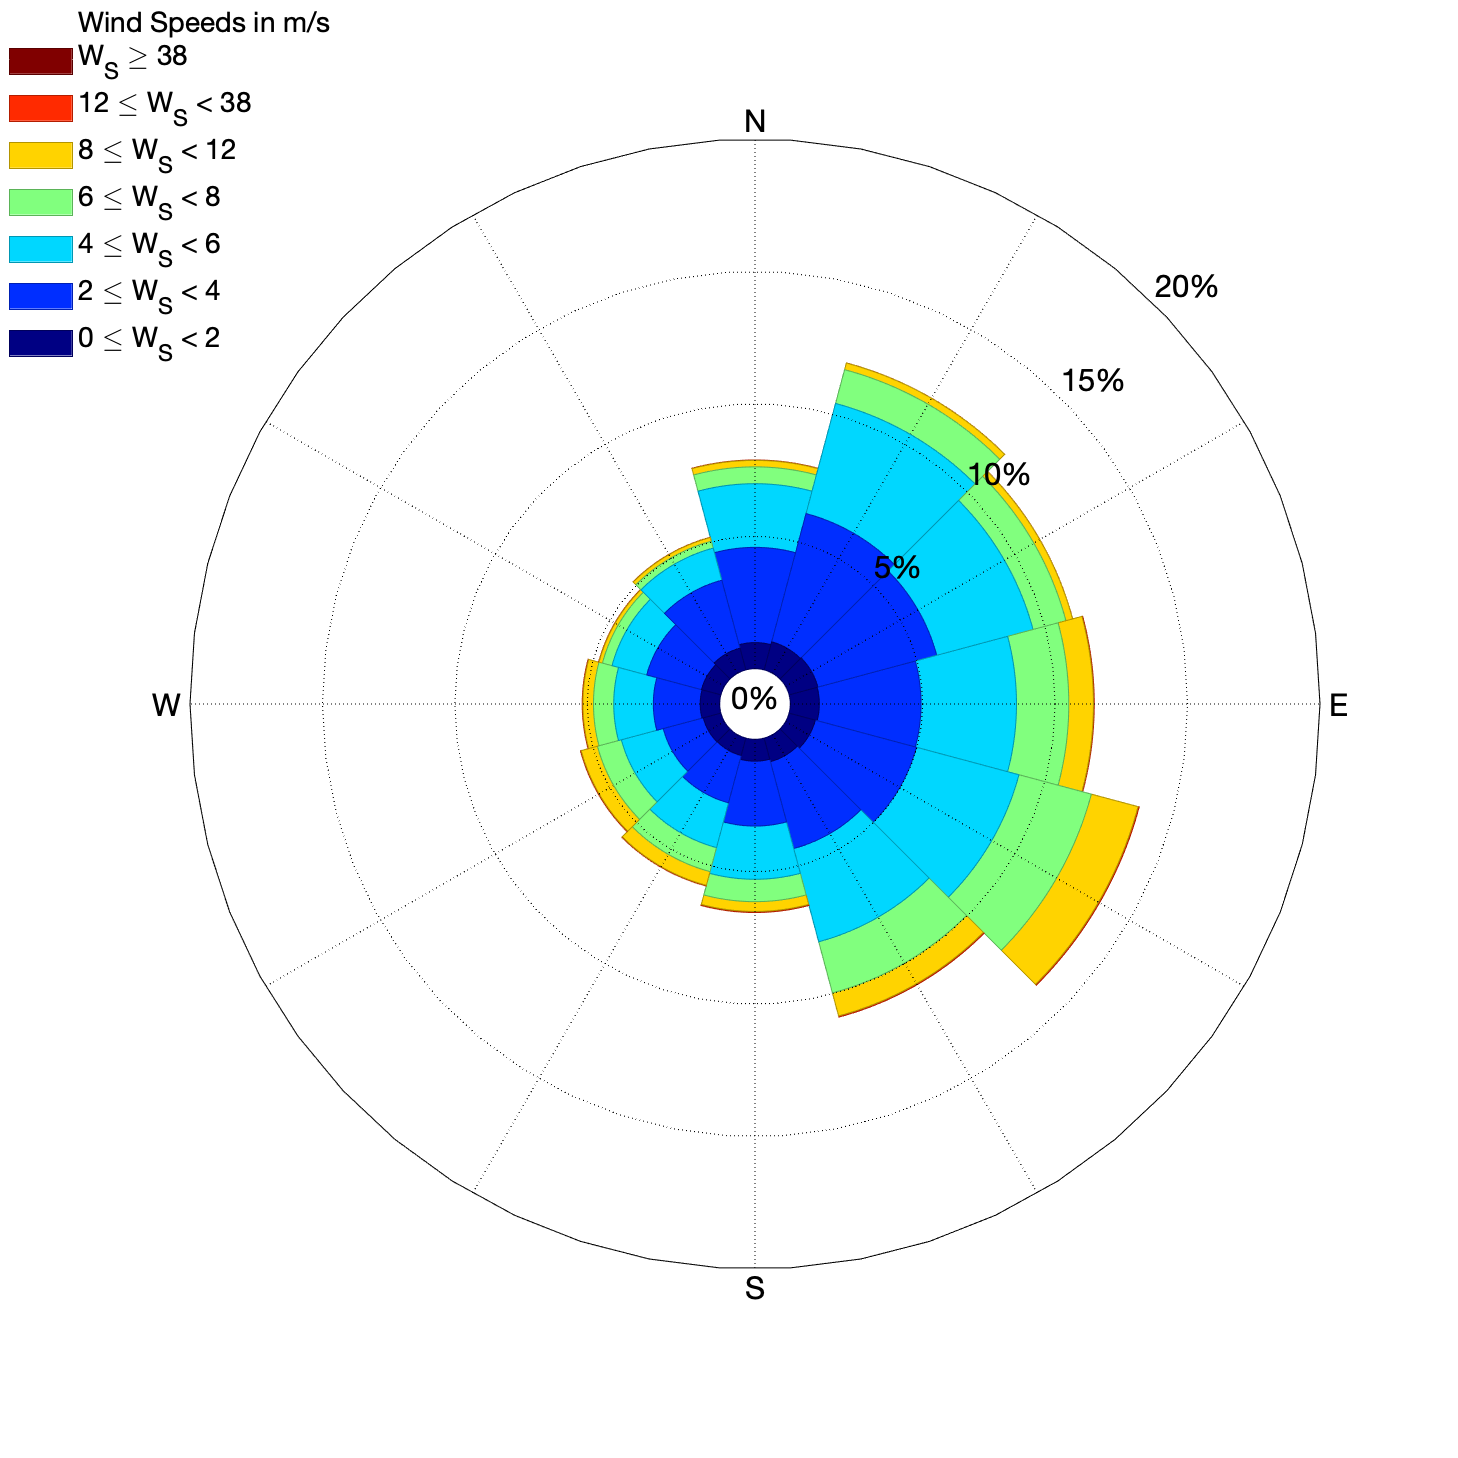 Wind Speeds in m/s
W_S ≥ 38
12 ≤ W_S < 38
8 ≤ W_S < 12
6 ≤ W_S < 8
4 ≤ W_S < 6
2 ≤ W_S < 4
0 ≤ W_S < 2
N
20%
15%
10%
5%
0%
W
E
S